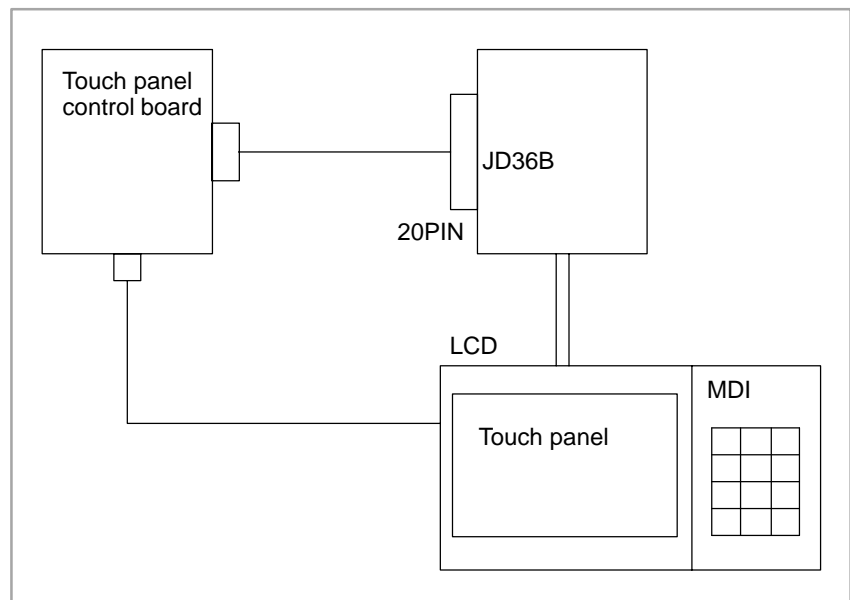 Touch panel
control board
JD36B
20PIN
LCD
MDI
Touch panel